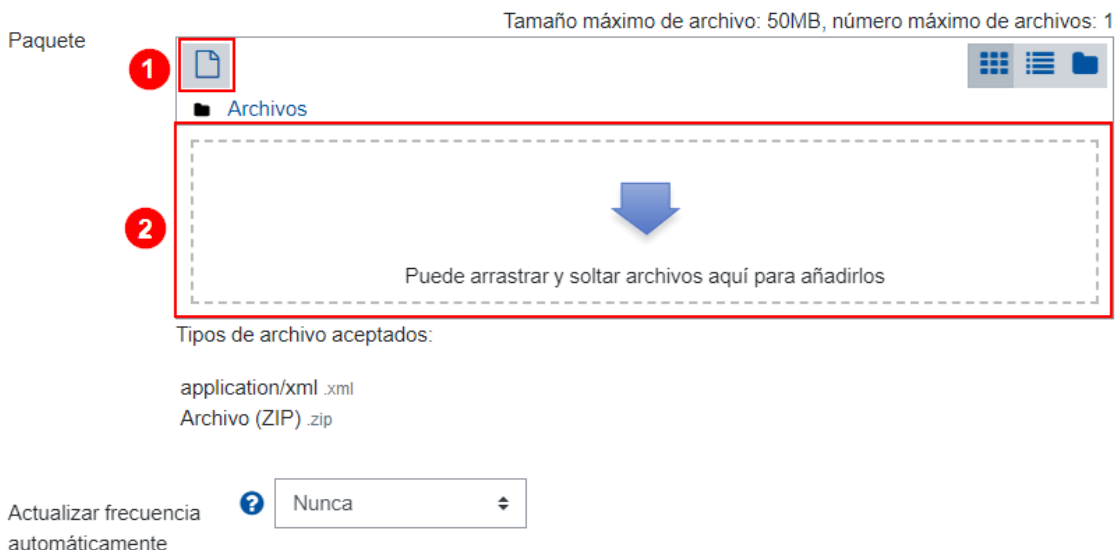 Tamaño máximo de archivo: 50MB, número máximo de archivos: 1
Paquete
1
Archivos
2
Puede arrastrar y soltar archivos aquí para añadirlos
Tipos de archivo aceptados:
application/xml .xml
Archivo (ZIP) .zip
Actualizar frecuencia ? Nunca
automáticamente